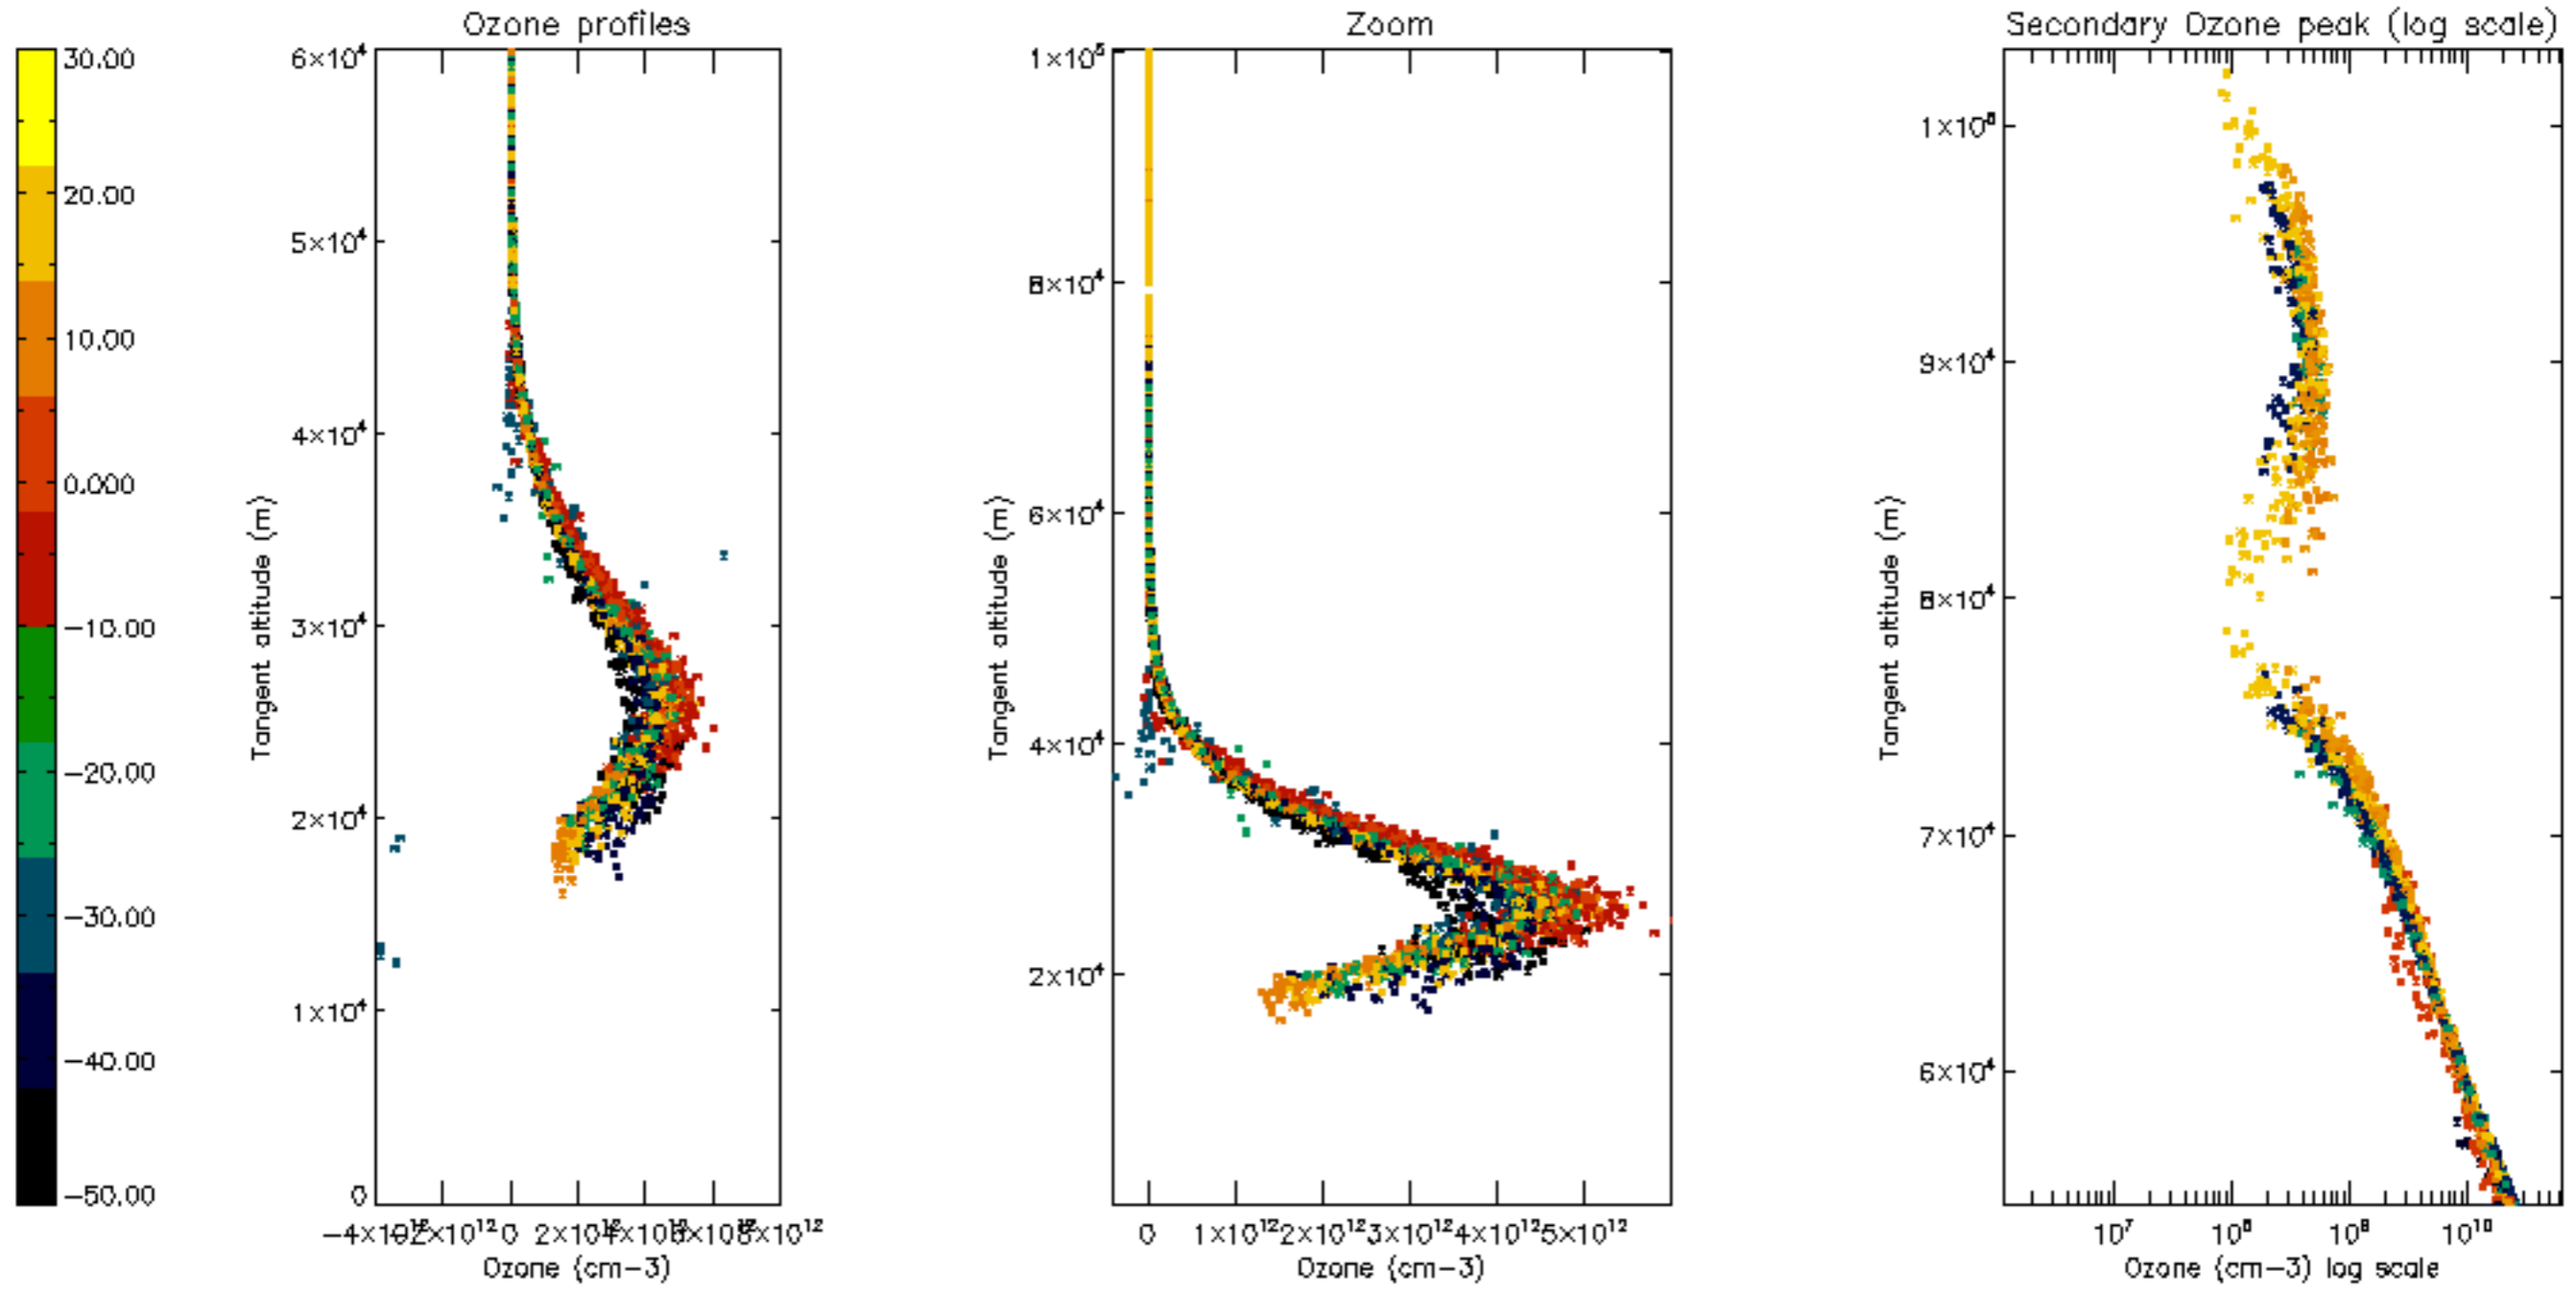 Ozone profiles
Zoom
Secondary Ozone peak (log scale)
30.00
20.00
10.00
0.000
−10.00
−20.00
−30.00
−40.00
−50.00
6×10⁴
5×10⁴
4×10⁴
3×10⁴
2×10⁴
1×10⁴
0
Tangent altitude (m)
0
Ozone (cm−3)
1×10⁵
8×10⁴
6×10⁴
4×10⁴
2×10⁴
Tangent altitude (m)
0 1×10¹² 2×10¹² 3×10¹² 4×10¹² 5×10¹²
Ozone (cm−3)
1×10⁵
9×10⁴
8×10⁴
7×10⁴
6×10⁴
Tangent altitude (m)
10⁷ 10⁸ 10⁹ 10¹⁰
Ozone (cm−3) log scale